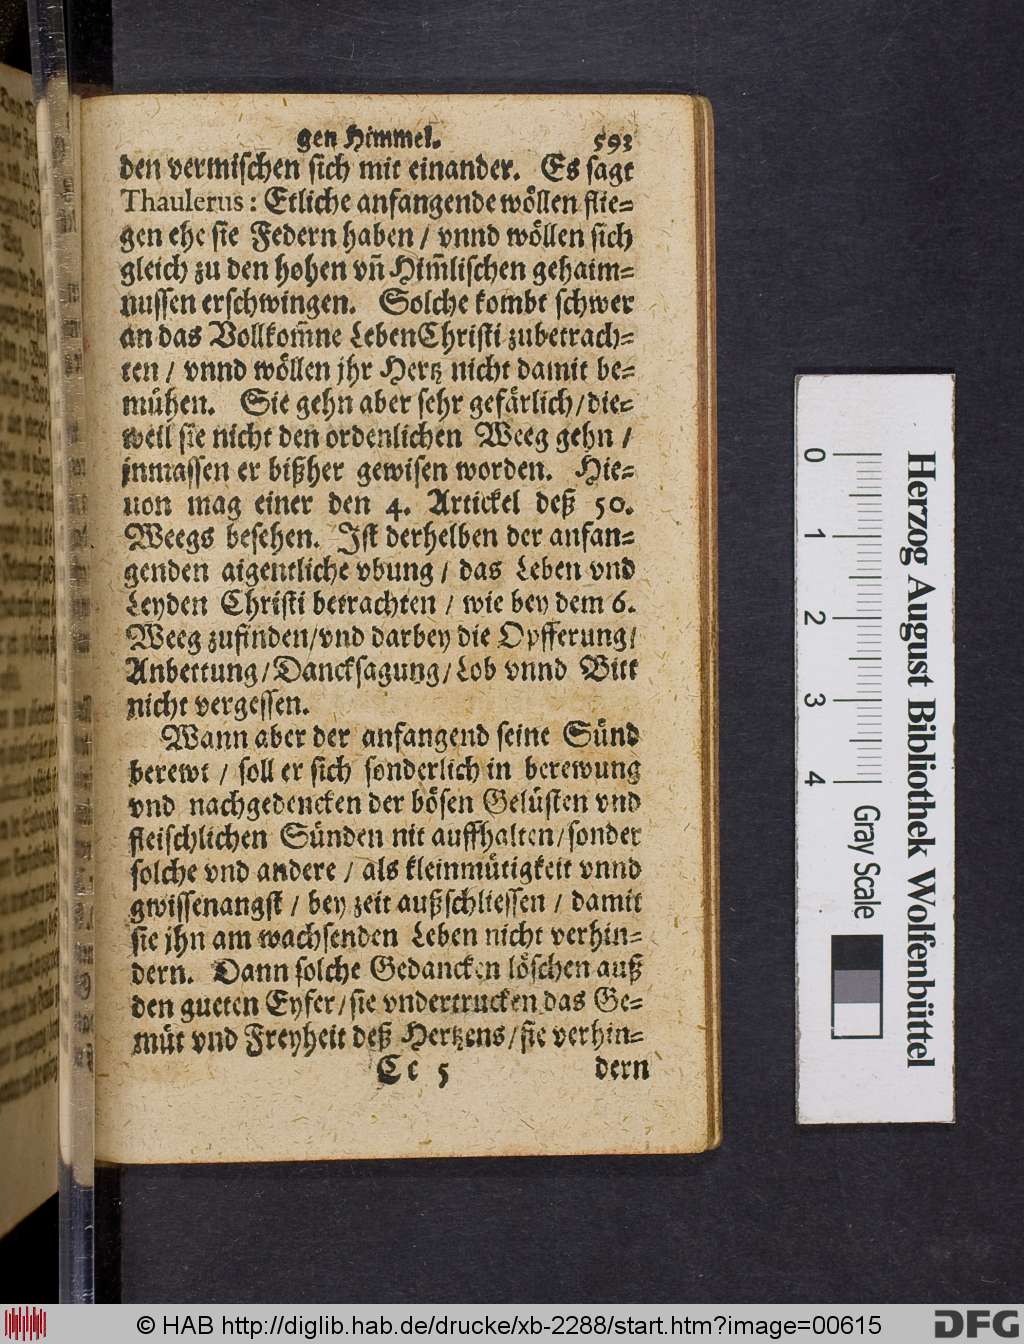 gen Himmel. 593
den vermischen sich mit einander. Es sagt
Thaulerus: Etliche anfangende wöllen flie-
gen ehe sie Federn haben / vnnd wöllen sich
gleich zu den hohen vñ Him̃lischen gehaim-
nussen erschwingen. Solche kombt schwer
an das Vollkom̃ne Leben Christi zubetrach-
ten / vnnd wöllen jhr Hertz nicht damit be-
mühen. Sie gehn aber sehr gefärlich/die-
weil sie nicht den ordenlichen Weeg gehn /
jnmassen er bißher gewisen worden. Hie-
uon mag einer den 4. Artickel deß 50.
Weegs besehen. Ist derhelben der anfan-
genden aigentliche vbung / das Leben vnd
Leyden Christi betrachten / wie bey dem 6.
Weeg zufinden/vnd darbey die Opfferung/
Anbettung/Dancksagung/Lob vnnd Bitt
nicht vergessen.
Wann aber der anfangend seine Sünd
berewt / soll er sich sonderlich in berewung
vnd nachgedencken der bösen Gelüsten vnd
fleischlichen Sünden nit auffhalten/sonder
solche vnd andere / als kleinmütigkeit vnnd
gwissenangst / bey zeit außschliessen / damit
sie jhn am wachsenden Leben nicht verhin-
dern. Dann solche Gedancken löschen auß
den gueten Eyfer/sie vndertrucken das Ge-
müt vnd Freyheit deß Hertzens/sie verhin-
Cc 5 dern
Herzog August Bibliothek Wolfenbüttel
0 1 2 3 4 Gray Scale
© HAB http://diglib.hab.de/drucke/xb-2288/start.htm?image=00615
DFG